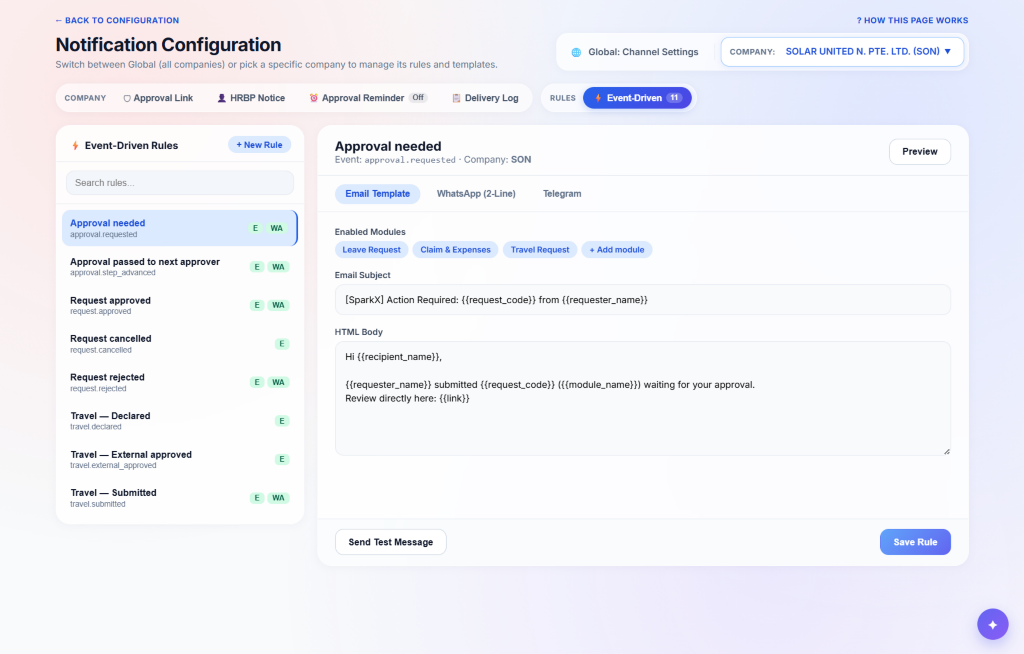 ← BACK TO CONFIGURATION
? HOW THIS PAGE WORKS
Notification Configuration
Switch between Global (all companies) or pick a specific company to manage its rules and templates.
Global: Channel Settings
COMPANY: SOLAR UNITED N. PTE. LTD. (SON) ▼
COMPANY
Approval Link
HRBP Notice
Approval Reminder Off
Delivery Log
RULES
Event-Driven 11
Event-Driven Rules
+ New Rule
Search rules...
Approval needed
approval.requested
E WA
Approval passed to next approver
approval.step_advanced
E WA
Request approved
request.approved
E WA
Request cancelled
request.cancelled
E
Request rejected
request.rejected
E WA
Travel — Declared
travel.declared
E
Travel — External approved
travel.external_approved
E
Travel — Submitted
travel.submitted
E WA
Approval needed
Event: approval.requested · Company: SON
Preview
Email Template
WhatsApp (2-Line)
Telegram
Enabled Modules
Leave Request
Claim & Expenses
Travel Request
+ Add module
Email Subject
[SparkX] Action Required: {{request_code}} from {{requester_name}}
HTML Body
Hi {{recipient_name}},
{{requester_name}} submitted {{request_code}} ({{module_name}}) waiting for your approval.
Review directly here: {{link}}
Send Test Message
Save Rule